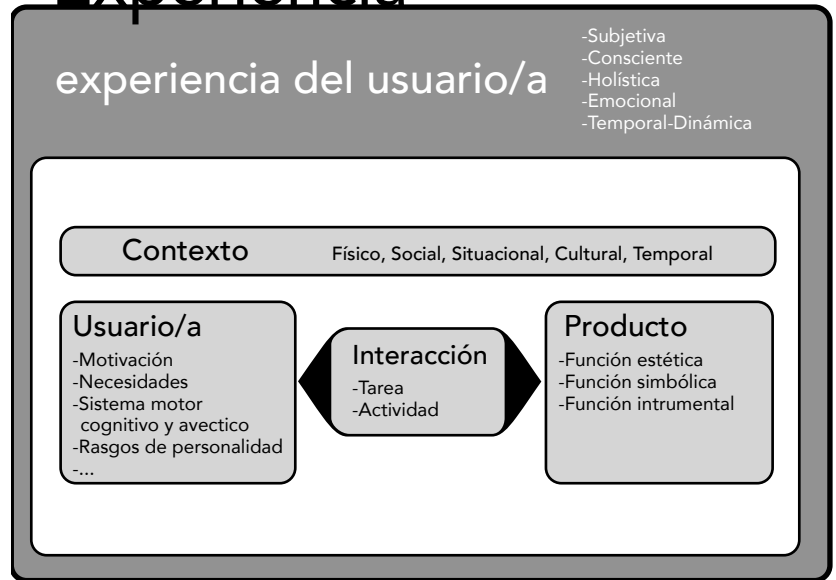 Experiencia
experiencia del usuario/a
-Subjetiva
-Consciente
-Holística
-Emocional
-Temporal-Dinámica
Contexto
Físico, Social, Situacional, Cultural, Temporal
Usuario/a
-Motivación
-Necesidades
-Sistema motor
cognitivo y avectico
-Rasgos de personalidad
-...
Interacción
-Tarea
-Actividad
Producto
-Función estética
-Función simbólica
-Función intrumental